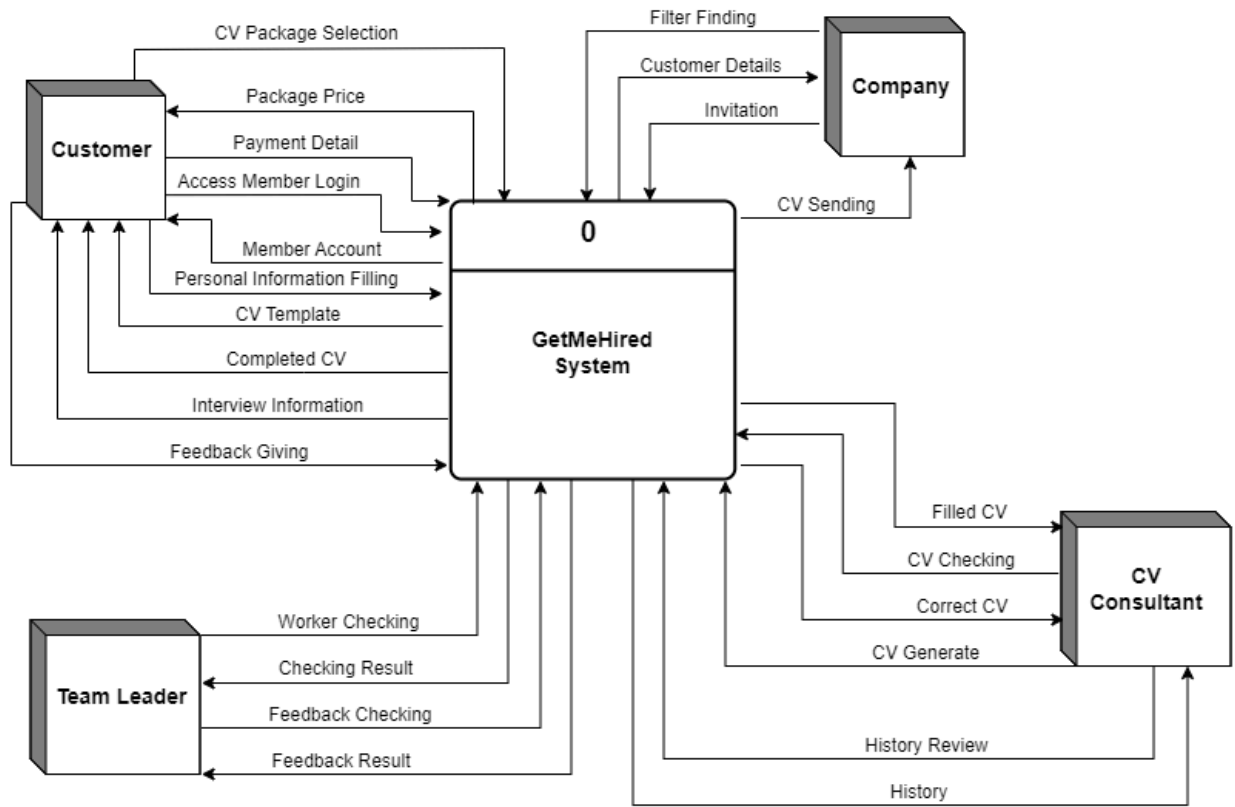 Filter Finding
CV Package Selection
Customer Details
Company
Package Price
Invitation
Customer
Payment Detail
Access Member Login
CV Sending
0
Member Account
Personal Information Filling
CV Template
GetMeHired
System
Completed CV
Interview Information
Feedback Giving
Filled CV
CV Checking
CV
Consultant
Correct CV
Worker Checking
CV Generate
Checking Result
Team Leader
Feedback Checking
History Review
Feedback Result
History